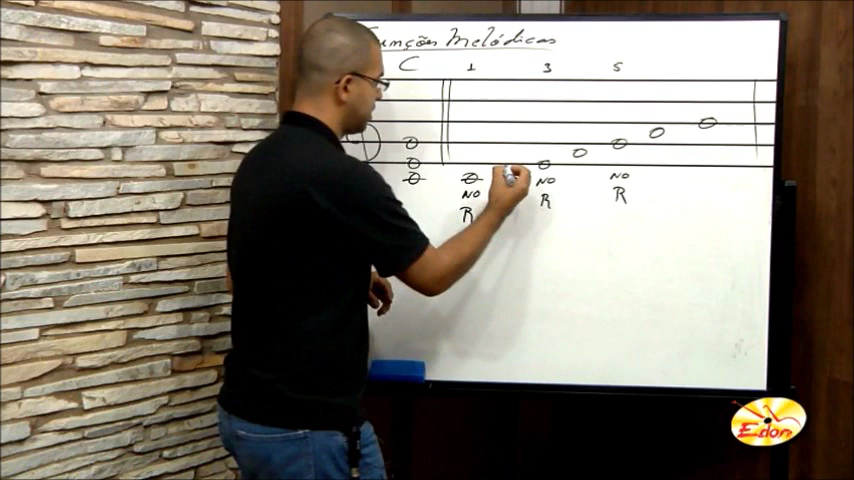 Funções Melódicas
C 1 3 5
NO NO NO
R R R
Edon